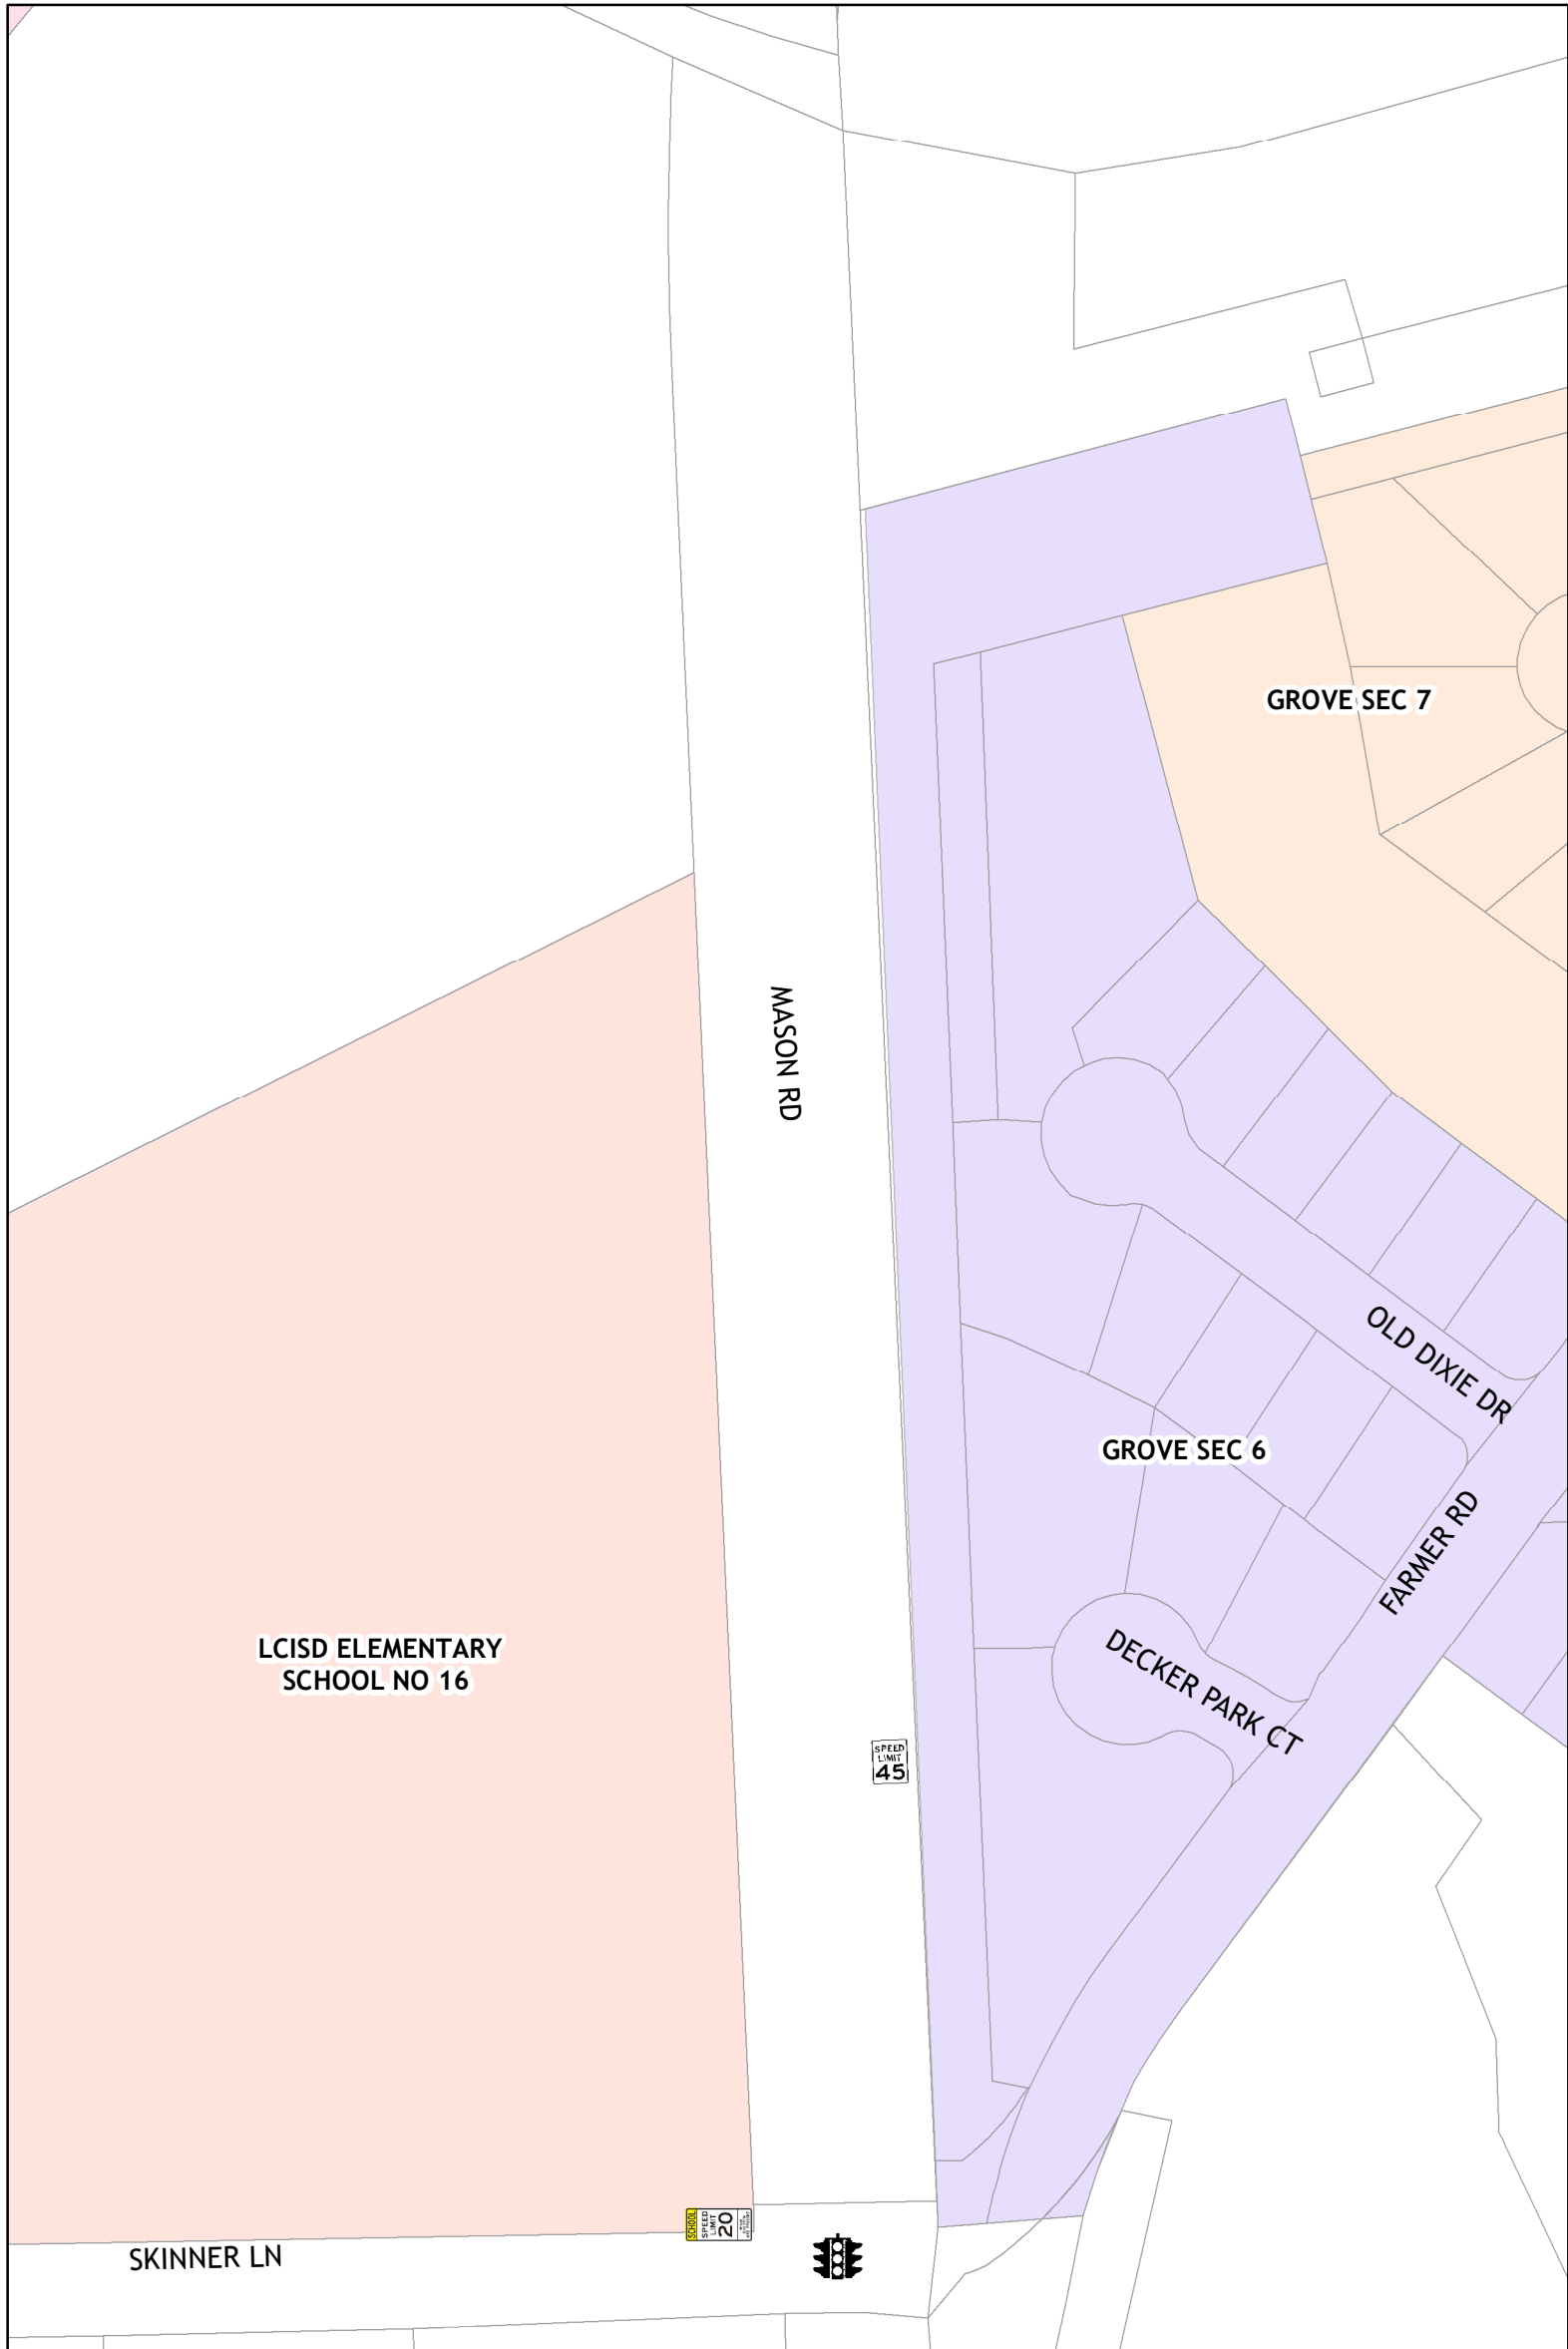 GROVE SEC 7
MASON RD
OLD DIXIE DR
GROVE SEC 6
FARMER RD
LCISD ELEMENTARY
SCHOOL NO 16
DECKER PARK CT
SPEED
LIMIT
45
SCHOOL
SPEED
LIMIT
20
SKINNER LN